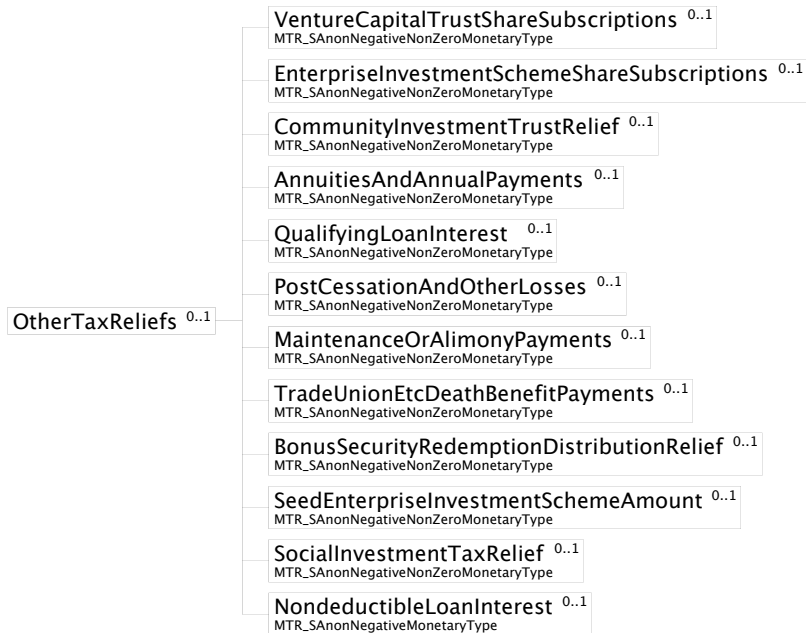 VentureCapitalTrustShareSubscriptions 0..1
MTR_SAnonNegativeNonZeroMonetaryType
EnterpriseInvestmentSchemeShareSubscriptions 0..1
MTR_SAnonNegativeNonZeroMonetaryType
CommunityInvestmentTrustRelief 0..1
MTR_SAnonNegativeNonZeroMonetaryType
AnnuitiesAndAnnualPayments 0..1
MTR_SAnonNegativeNonZeroMonetaryType
QualifyingLoanInterest 0..1
MTR_SAnonNegativeNonZeroMonetaryType
PostCessationAndOtherLosses 0..1
MTR_SAnonNegativeNonZeroMonetaryType
OtherTaxReliefs 0..1
MaintenanceOrAlimonyPayments 0..1
MTR_SAnonNegativeNonZeroMonetaryType
TradeUnionEtcDeathBenefitPayments 0..1
MTR_SAnonNegativeNonZeroMonetaryType
BonusSecurityRedemptionDistributionRelief 0..1
MTR_SAnonNegativeNonZeroMonetaryType
SeedEnterpriseInvestmentSchemeAmount 0..1
MTR_SAnonNegativeNonZeroMonetaryType
SocialInvestmentTaxRelief 0..1
MTR_SAnonNegativeNonZeroMonetaryType
NondeductibleLoanInterest 0..1
MTR_SAnonNegativeMonetaryType